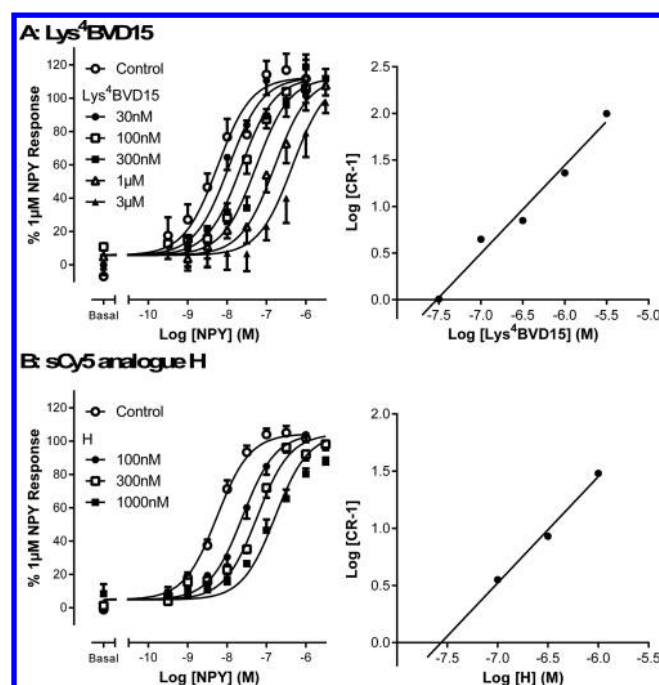 A: Lys4BVD15
% 1μM NPY Response
120
100
80
60
40
20
0
Control
Lys4BVD15
30nM
100nM
300nM
1μM
3μM
Basal
-10
-9
-8
-7
-6
Log [NPY] (M)
Log [CR-1]
2.5
2.0
1.5
1.0
0.5
0.0
-7.5
-7.0
-6.5
-6.0
-5.5
-5.0
Log [Lys4BVD15] (M)
B: sCy5 analogue H
% 1μM NPY Response
120
100
80
60
40
20
0
Control
H
100nM
300nM
1000nM
Basal
-10
-9
-8
-7
-6
Log [NPY] (M)
Log [CR-1]
2.0
1.5
1.0
0.5
0.0
-7.5
-7.0
-6.5
-6.0
-5.5
Log [H] (M)